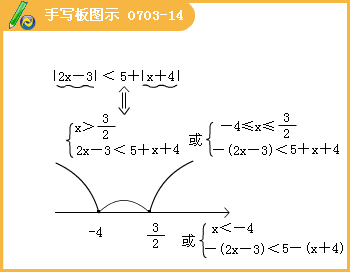 手写板图示 0703-14
|2x-3|<5+|x+4|
⇕
{x>3/2
2x-3<5+x+4
或
{-4≤x≤3/2
-(2x-3)<5+x+4
-4
3/2
或
{x<-4
-(2x-3)<5-(x+4)